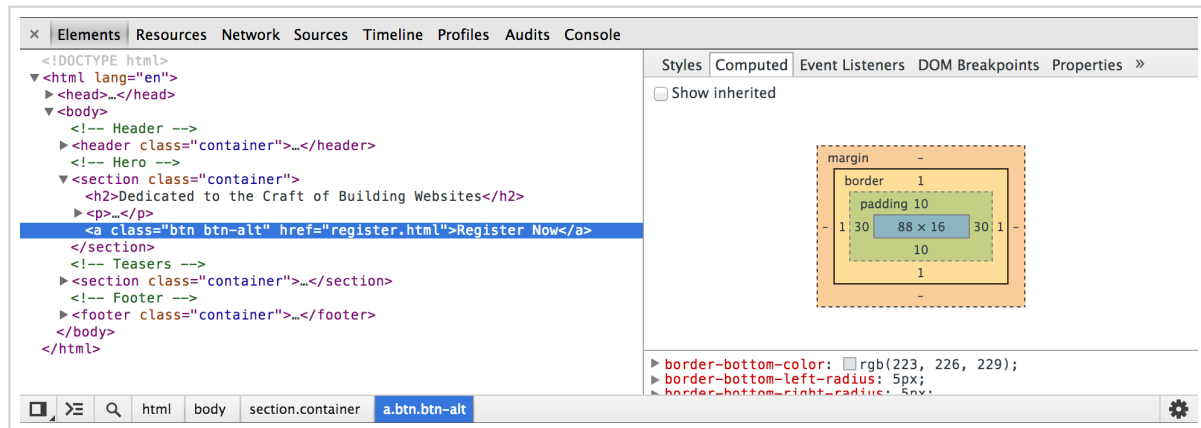 × Elements Resources Network Sources Timeline Profiles Audits Console
<!DOCTYPE html>
▼<html lang="en">
▶<head>…</head>
▼<body>
<!-- Header -->
▶<header class="container">…</header>
<!-- Hero -->
▼<section class="container">
<h2>Dedicated to the Craft of Building Websites</h2>
▶<p>…</p>
<a class="btn btn-alt" href="register.html">Register Now</a>
</section>
<!-- Teasers -->
▶<section class="container">…</section>
<!-- Footer -->
▶<footer class="container">…</footer>
</body>
</html>
Styles Computed Event Listeners DOM Breakpoints Properties »
Show inherited
margin -
border 1
padding 10
- 1 30 88 × 16 30 1 -
10
1
-
▶ border-bottom-color: rgb(223, 226, 229);
▶ border-bottom-left-radius: 5px;
▶ border-bottom-right-radius: 5px;
html body section.container a.btn.btn-alt